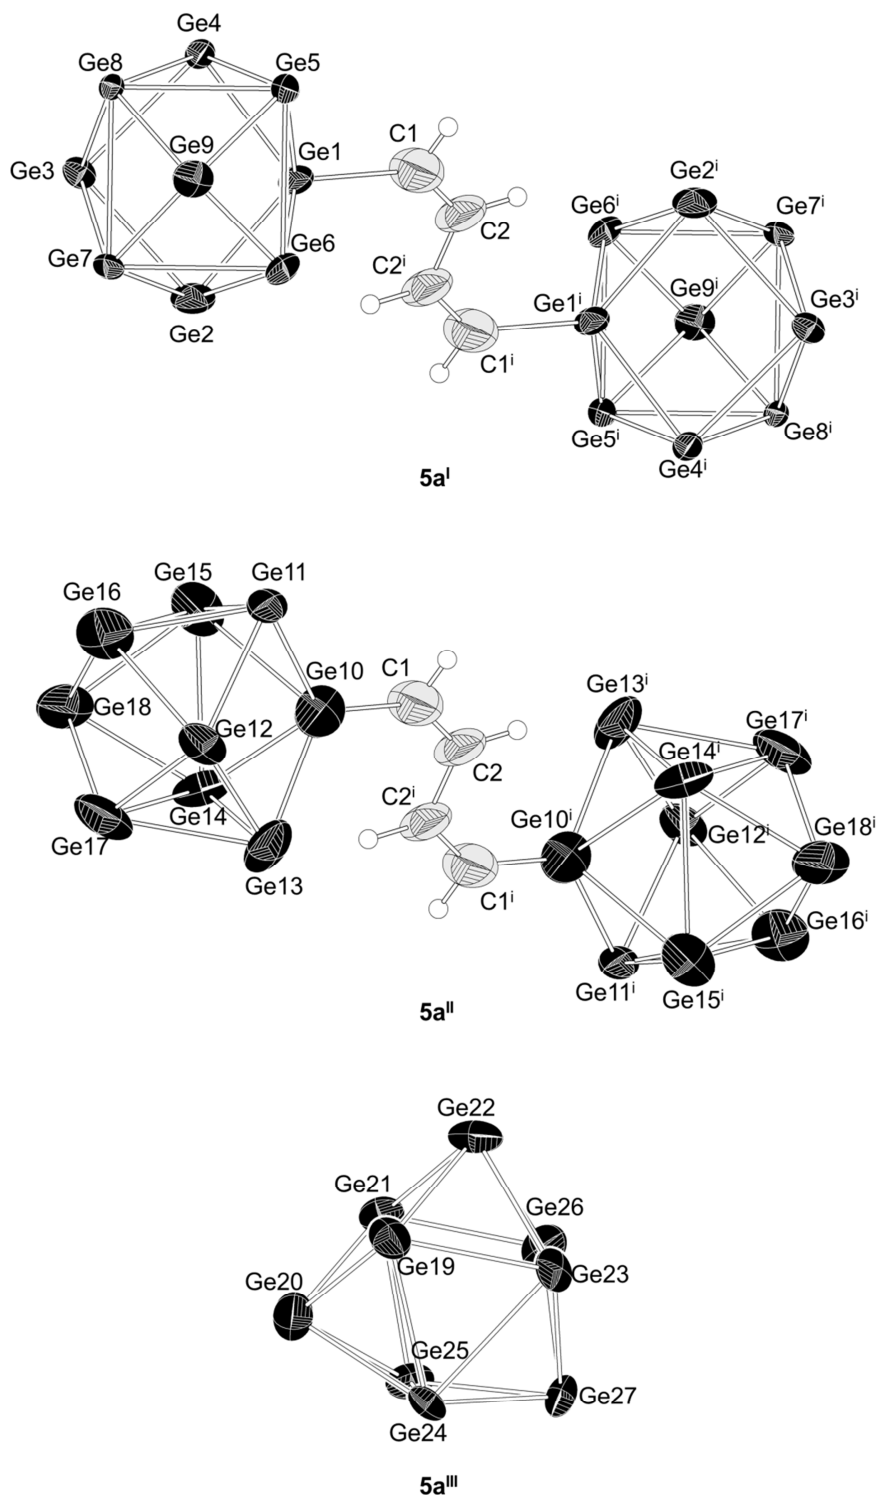 Ge4
Ge8
Ge5
Ge9
Ge1
C1
Ge3
Ge2ⁱ
Ge6ⁱ
Ge7ⁱ
C2
Ge7
Ge6
C2ⁱ
Ge9ⁱ
Ge1ⁱ
Ge3ⁱ
Ge2
C1ⁱ
Ge5ⁱ
Ge8ⁱ
Ge4ⁱ
5aᴵ
Ge15
Ge11
Ge16
Ge10
C1
Ge13ⁱ
Ge18
Ge12
Ge17ⁱ
Ge14ⁱ
C2
C2ⁱ
Ge14
Ge10ⁱ
Ge12ⁱ
Ge18ⁱ
Ge17
Ge13
C1ⁱ
Ge16ⁱ
Ge11ⁱ
Ge15ⁱ
5aᴵᴵ
Ge22
Ge21
Ge26
Ge19
Ge23
Ge20
Ge25
Ge27
Ge24
5aᴵᴵᴵ